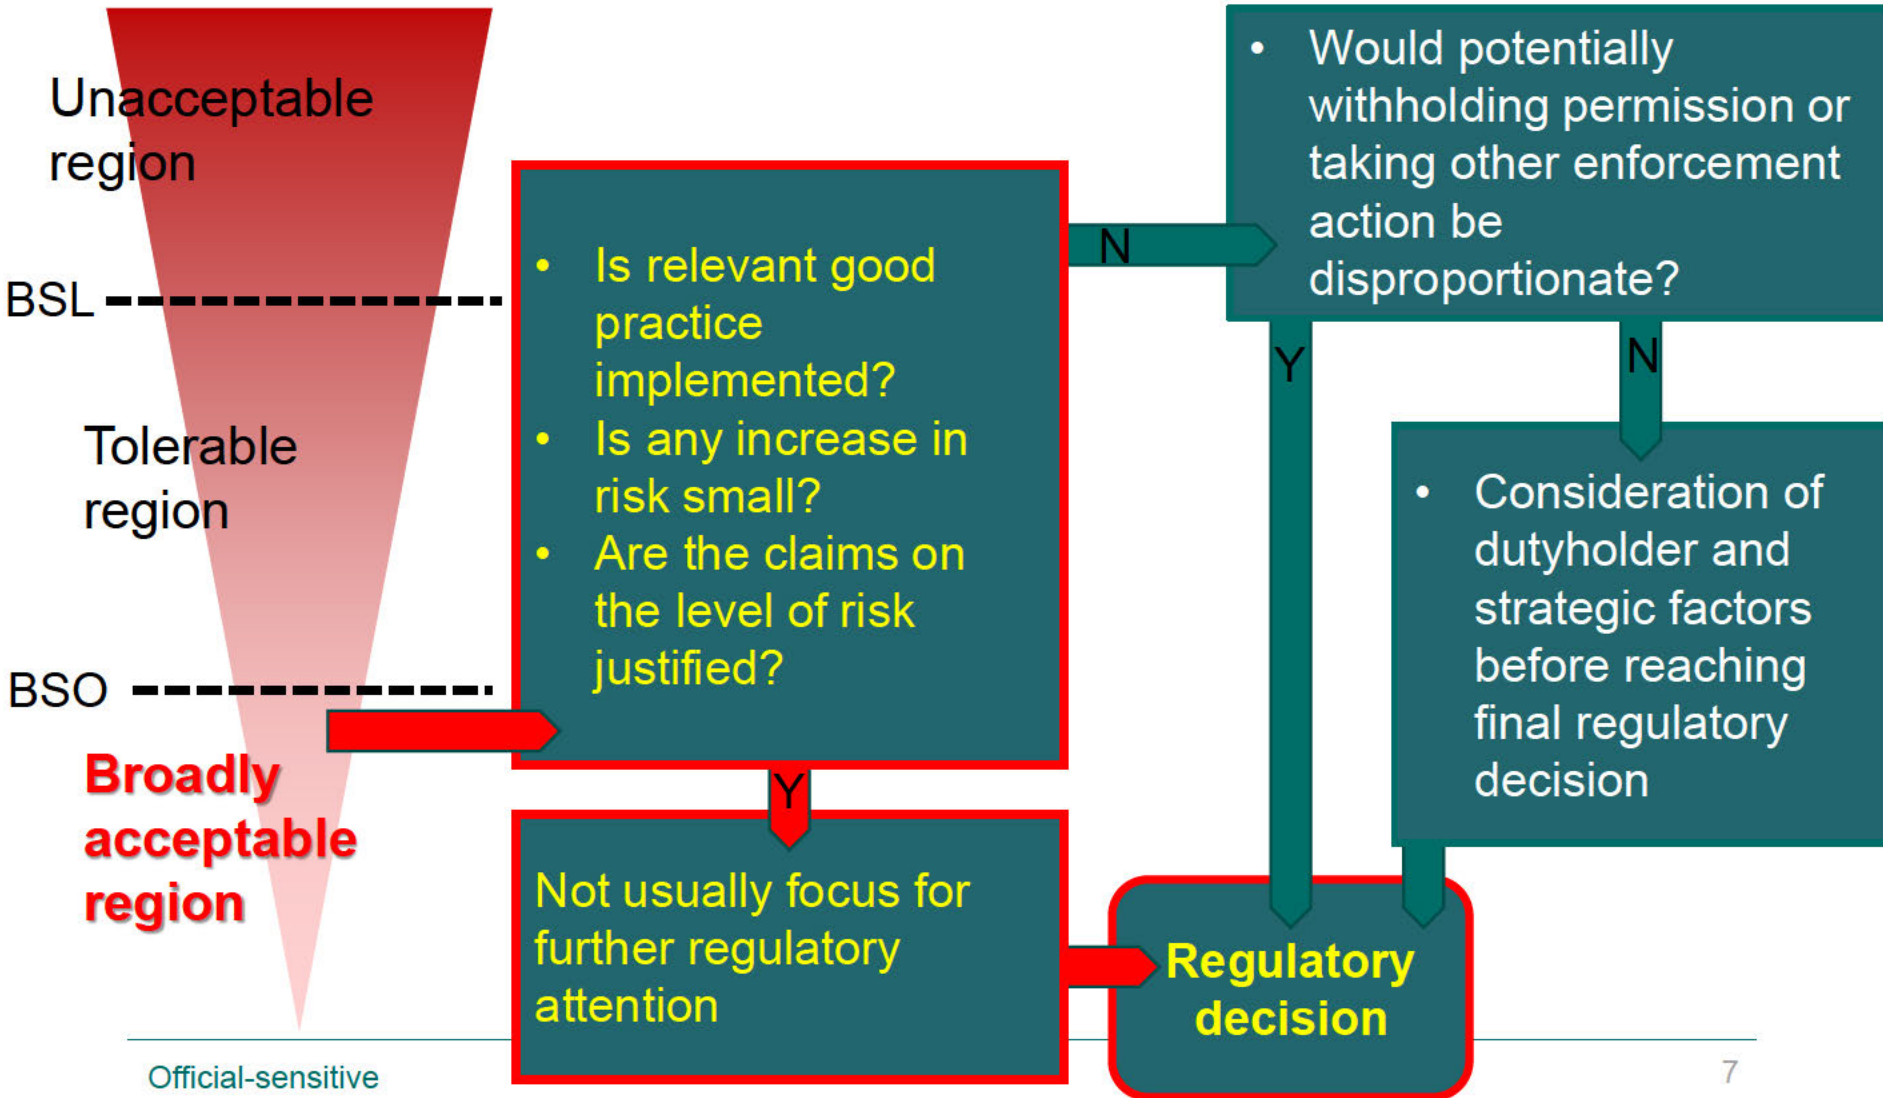 Unacceptable
region
BSL
Tolerable
region
BSO
Broadly
acceptable
region
• Is relevant good
practice
implemented?
• Is any increase in
risk small?
• Are the claims on
the level of risk
justified?
N
Y
Not usually focus for
further regulatory
attention
• Would potentially
withholding permission or
taking other enforcement
action be
disproportionate?
Y
N
• Consideration of
dutyholder and
strategic factors
before reaching
final regulatory
decision
Regulatory
decision
Official-sensitive
7